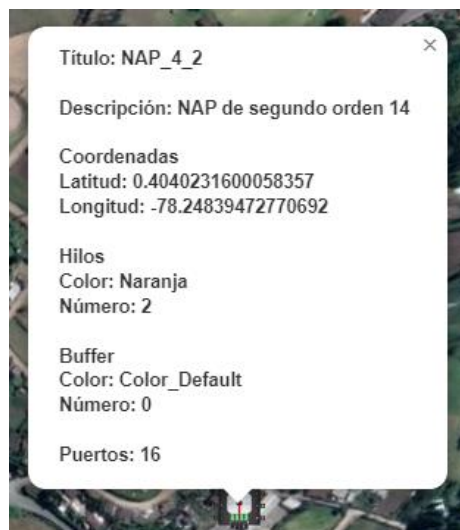 Título: NAP_4_2
Descripción: NAP de segundo orden 14
Coordenadas
Latitud: 0.4040231600058357
Longitud: -78.24839472770692
Hilos
Color: Naranja
Número: 2
Buffer
Color: Color_Default
Número: 0
Puertos: 16